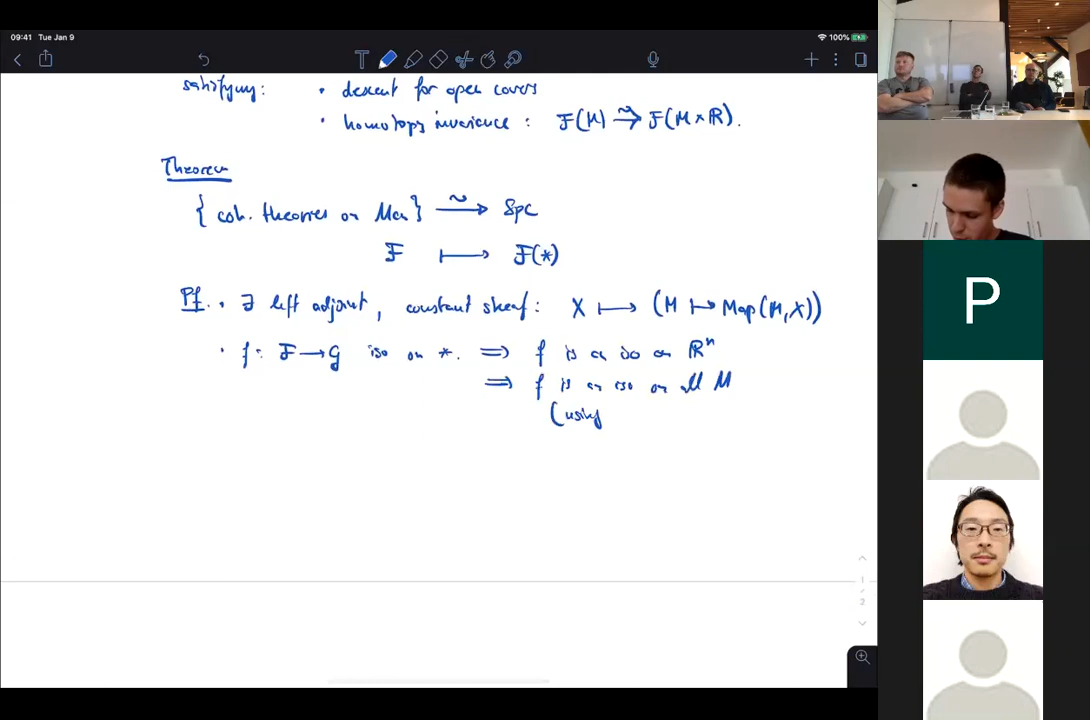 09:41 Tue Jan 9
100%
satisfying: • descent for open covers
• homotopy invariance: F(M) ⥲ F(M×ℝ).
Theorem
{ coh. theories on Man } ⥲ Spc
F ⟼ F(*)
Pf. • ∃ left adjoint, constant sheaf: X ⟼ (M ⟼ Map(M,X))
• f: F → G iso on *. ⟹ f is an iso on ℝⁿ
⟹ f is an iso on all M
(using
P
1
2